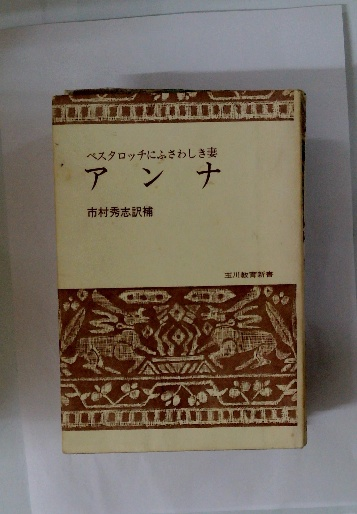 ペスタロッチにふさわしき妻
アンナ
市村秀志訳補
玉川教育新書